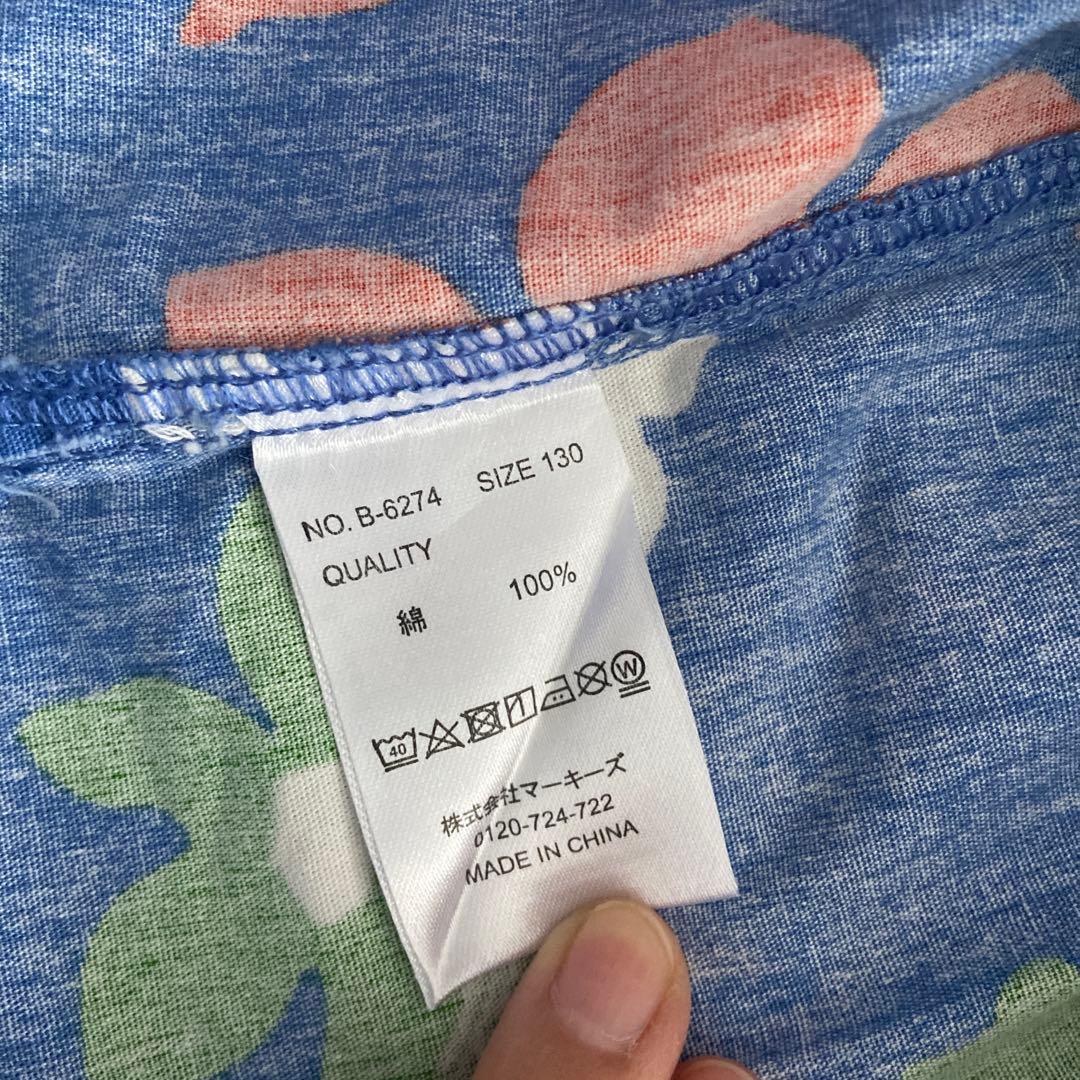 NO. B-6274 SIZE 130
QUALITY
綿 100%
40 W
株式会社マーキーズ
0120-724-722
MADE IN CHINA